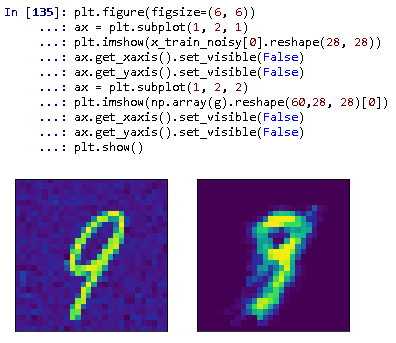 In [135]: plt.figure(figsize=(6, 6))
...: ax = plt.subplot(1, 2, 1)
...: plt.imshow(x_train_noisy[0].reshape(28, 28))
...: ax.get_xaxis().set_visible(False)
...: ax.get_yaxis().set_visible(False)
...: ax = plt.subplot(1, 2, 2)
...: plt.imshow(np.array(g).reshape(60,28, 28)[0])
...: ax.get_xaxis().set_visible(False)
...: ax.get_yaxis().set_visible(False)
...: plt.show()
9 9